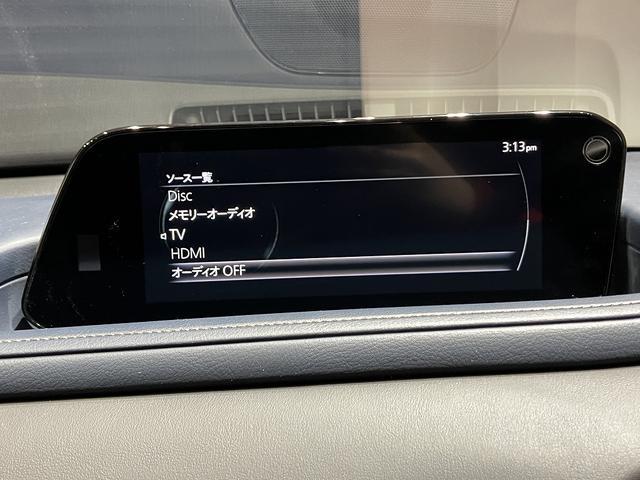 3:13pm
ソース一覧
Disc
メモリーオーディオ
TV
HDMI
オーディオ OFF